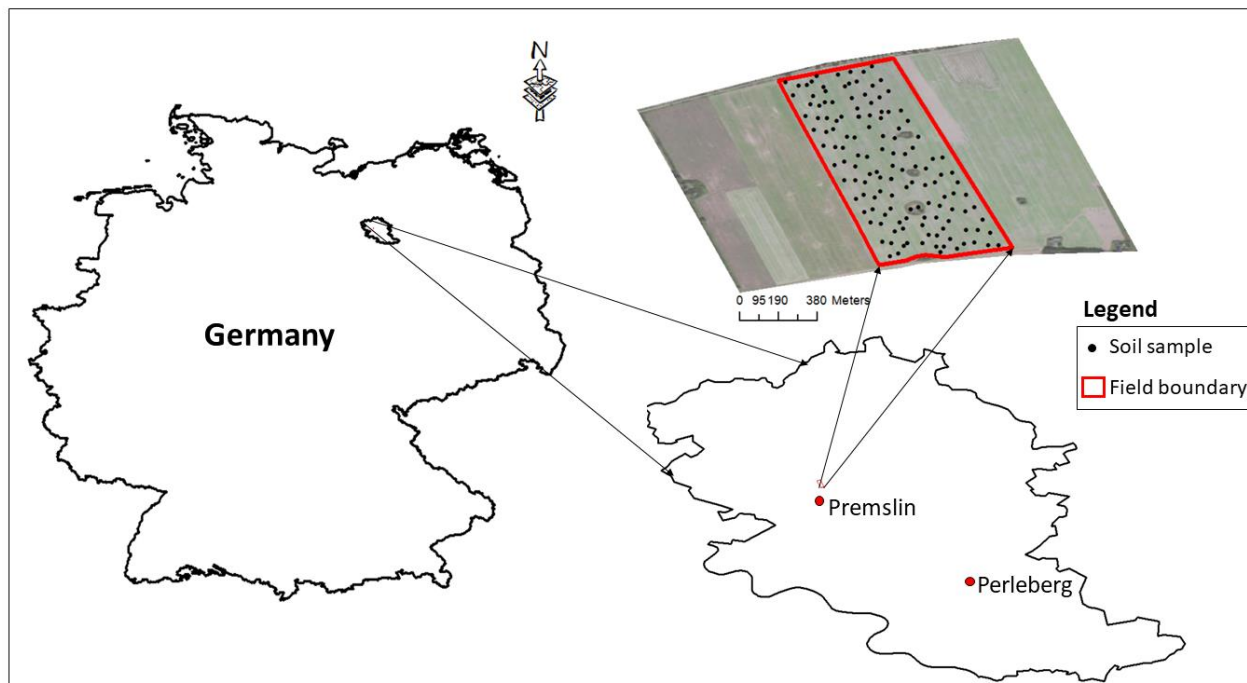 N
Germany
0 95 190 380 Meters
Legend
Soil sample
Field boundary
Premslin
Perleberg